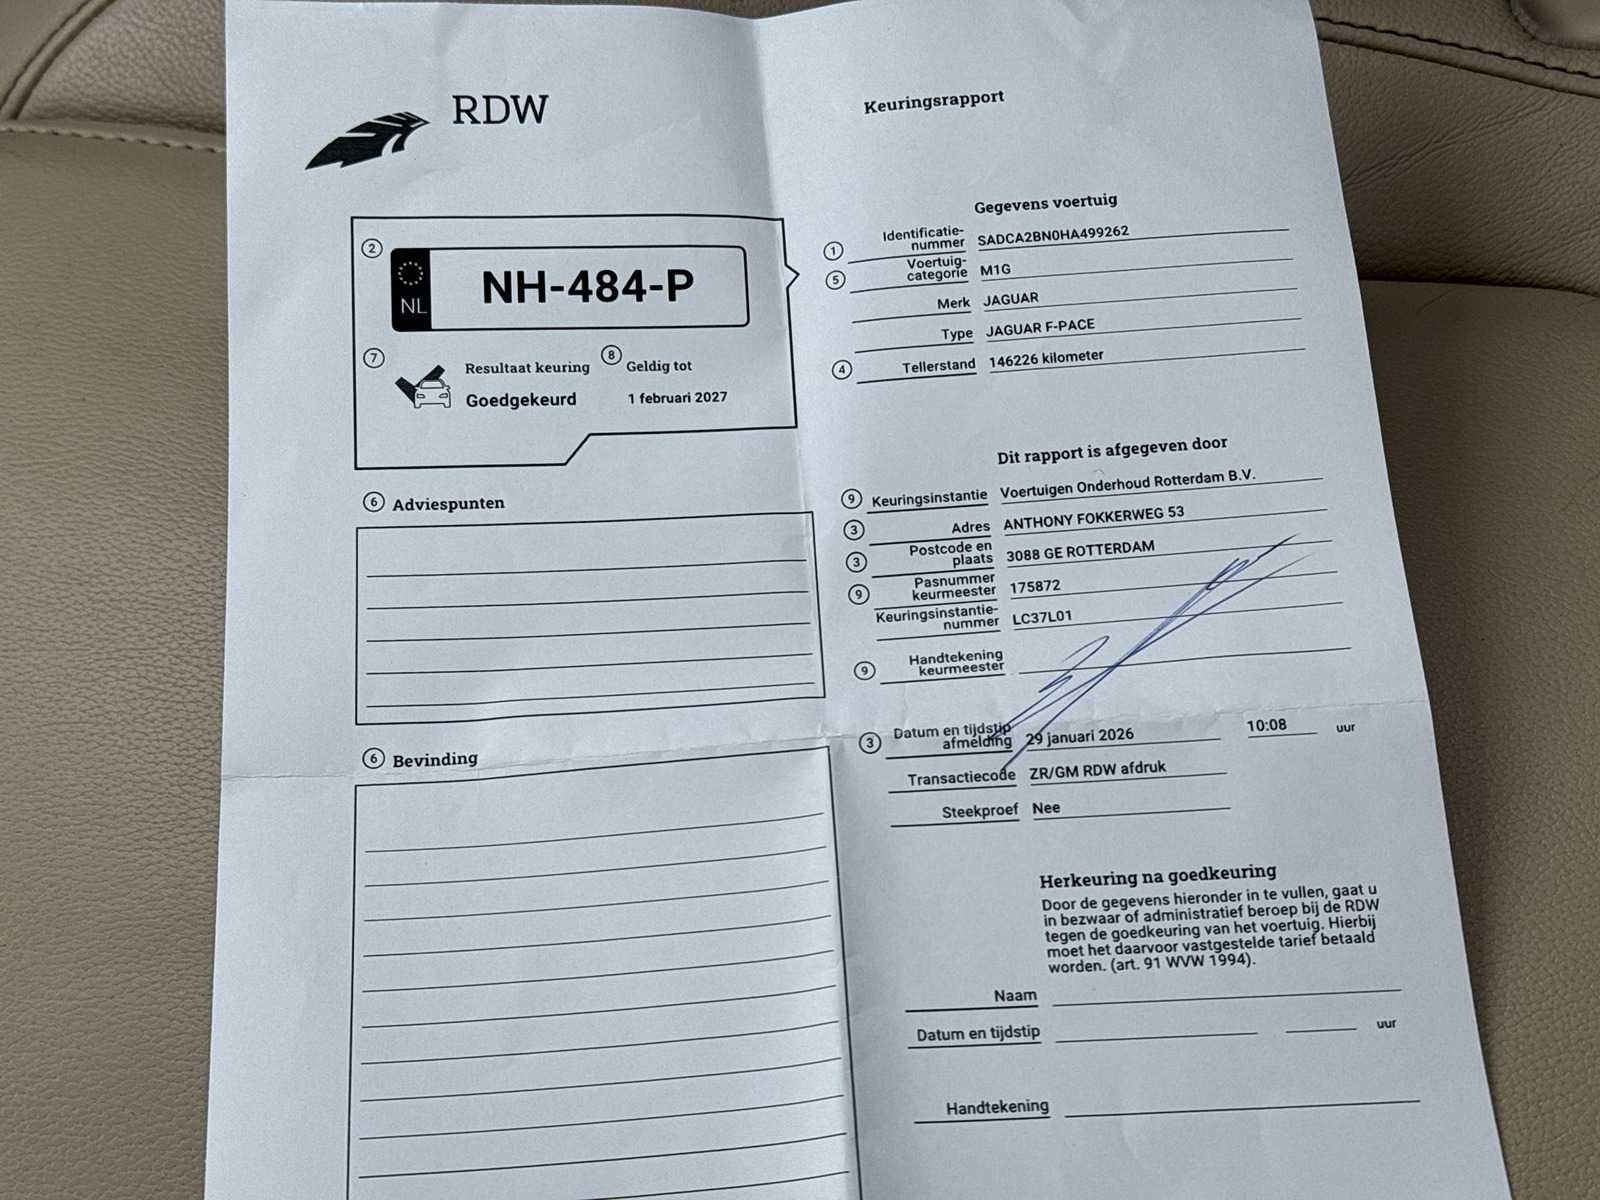 RDW
Keuringsrapport
2
NL
NH-484-P
7
Resultaat keuring
Goedgekeurd
8
Geldig tot
1 februari 2027
Gegevens voertuig
1 Identificatie-
nummer SADCA2BN0HA499262
5 Voertuig-
categorie M1G
Merk JAGUAR
Type JAGUAR F-PACE
4 Tellerstand 146226 kilometer
6 Adviespunten
Dit rapport is afgegeven door
9 Keuringsinstantie Voertuigen Onderhoud Rotterdam B.V.
3 Adres ANTHONY FOKKERWEG 53
3 Postcode en
plaats 3088 GE ROTTERDAM
9 Pasnummer
keurmeester 175872
Keuringsinstantie-
nummer LC37L01
9 Handtekening
keurmeester
3 Datum en tijdstip
afmelding 29 januari 2026 10:08 uur
Transactiecode ZR/GM RDW afdruk
Steekproef Nee
6 Bevinding
Herkeuring na goedkeuring
Door de gegevens hieronder in te vullen, gaat u
in bezwaar of administratief beroep bij de RDW
tegen de goedkeuring van het voertuig. Hierbij
moet het daarvoor vastgestelde tarief betaald
worden. (art. 91 WVW 1994).
Naam
Datum en tijdstip uur
Handtekening